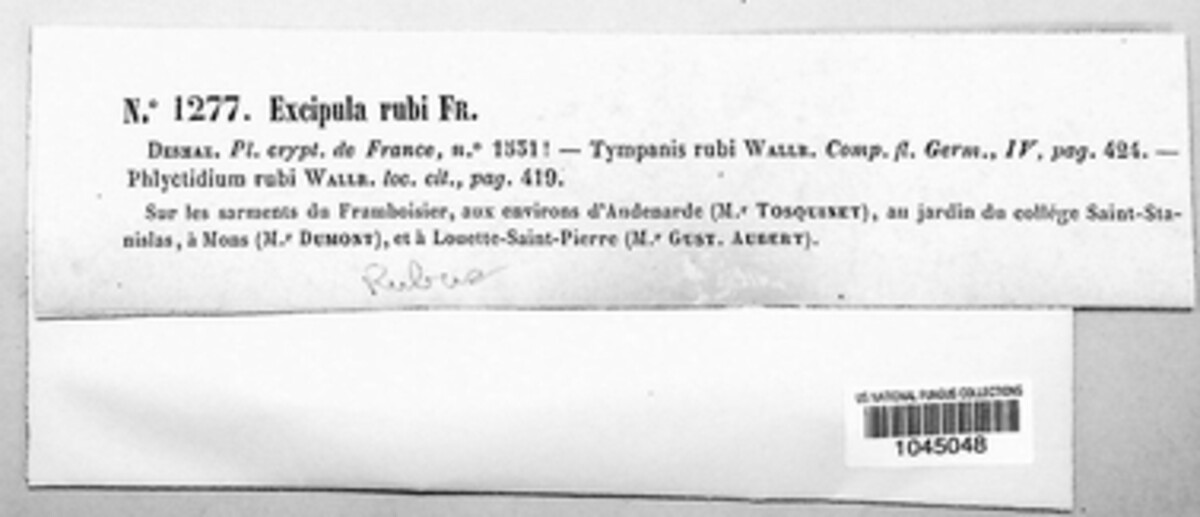 N.º 1277. Excipula rubi FR.
DESMAZ. Pl. crypt. de France, n.º 1551! — Tympanis rubi WALLR. Comp. fl. Germ., IV, pag. 424. —
Phlyctidium rubi WALLR. loc. cit., pag. 419.
Sur les sarments du Framboisier, aux environs d'Audenarde (M.r TOSQUINET), au jardin du collége Saint-Sta-
nislas, à Mons (M.r DUMONT), et à Louette-Saint-Pierre (M.r GUST. AUBERT).
Rubus
US NATIONAL FUNGUS COLLECTIONS
1045048